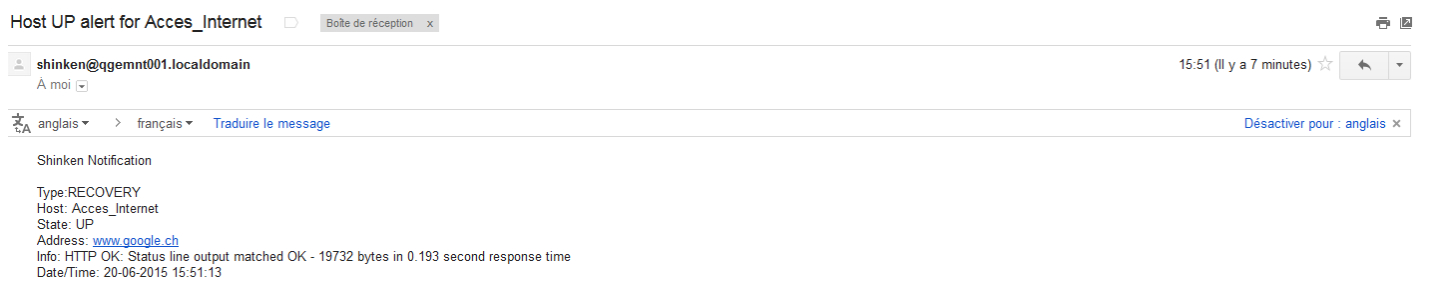 Host UP alert for Acces_Internet
Boîte de réception x
shinken@qgemnt001.localdomain
15:51 (Il y a 7 minutes)
À moi
anglais > français Traduire le message
Désactiver pour : anglais ×
Shinken Notification
Type:RECOVERY
Host: Acces_Internet
State: UP
Address: www.google.ch
Info: HTTP OK: Status line output matched OK - 19732 bytes in 0.193 second response time
Date/Time: 20-06-2015 15:51:13